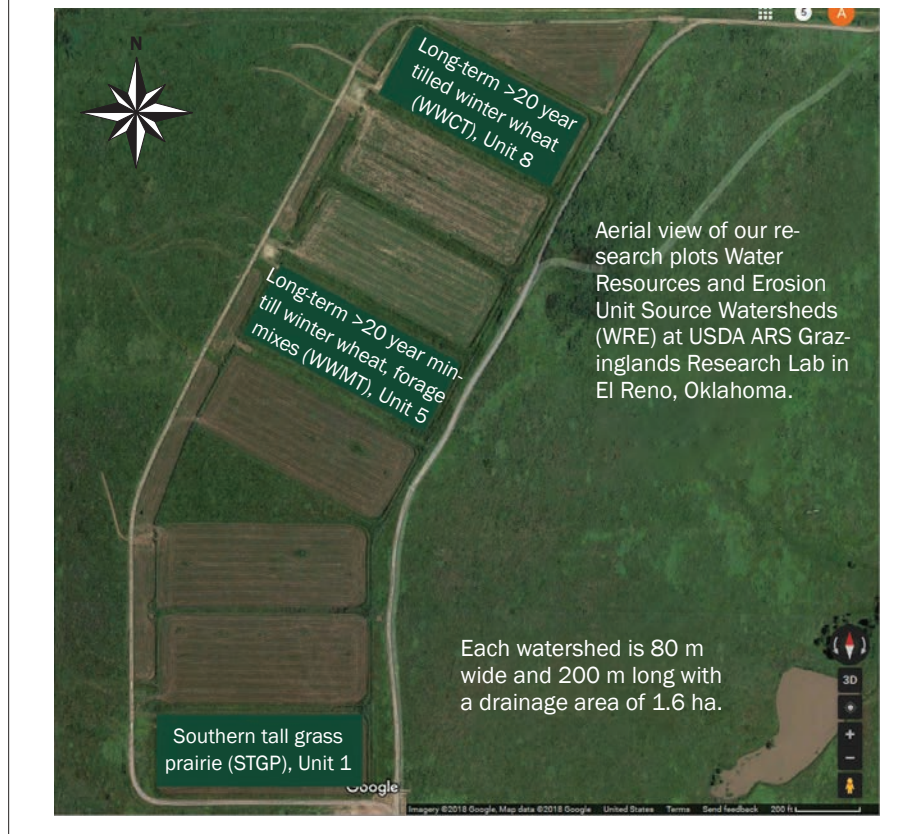 N
5
A
Long-term >20 year
tilled winter wheat
(WWCT), Unit 8
Aerial view of our re-
search plots Water
Resources and Erosion
Unit Source Watersheds
(WRE) at USDA ARS Graz-
inglands Research Lab in
El Reno, Oklahoma.
Long-term >20 year min-
till winter wheat, forage
mixes (WWMT), Unit 5
Each watershed is 80 m
wide and 200 m long with
a drainage area of 1.6 ha.
Southern tall grass
prairie (STGP), Unit 1
3D
+
−
Google
Imagery ©2018 Google, Map data ©2018 Google United States Terms Send feedback 200 ft